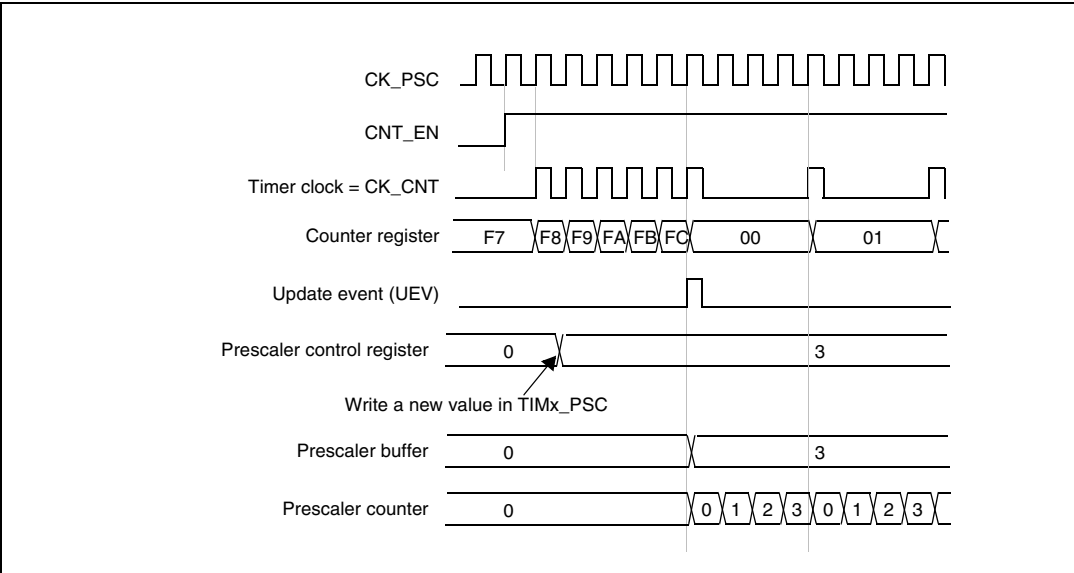 CK_PSC
CNT_EN
Timer clock = CK_CNT
Counter register F7 F8 F9 FA FB FC 00 01
Update event (UEV)
Prescaler control register 0 3
Write a new value in TIMx_PSC
Prescaler buffer 0 3
Prescaler counter 0 0 1 2 3 0 1 2 3